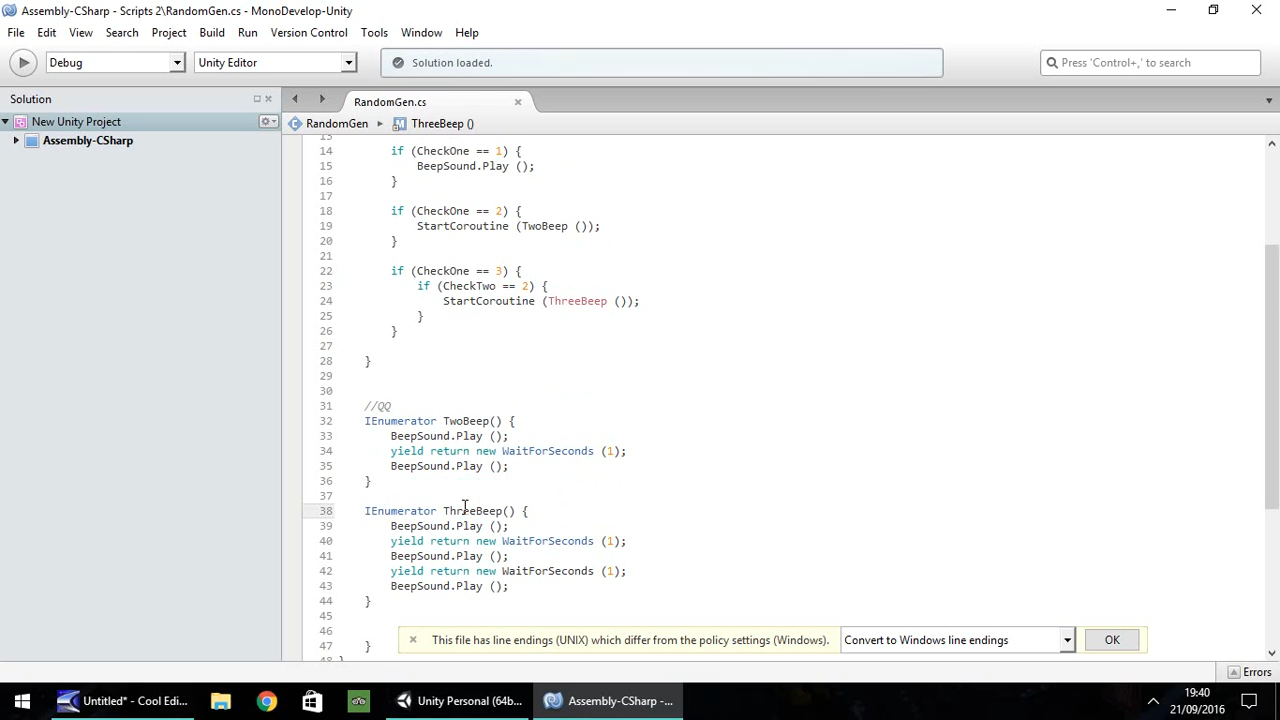 Assembly-CSharp - Scripts 2\RandomGen.cs - MonoDevelop-Unity
File Edit View Search Project Build Run Version Control Tools Window Help
Debug Unity Editor Solution loaded. Press 'Control+,' to search
Solution RandomGen.cs
New Unity Project RandomGen ThreeBeep ()
Assembly-CSharp
13
14 if (CheckOne == 1) {
15 BeepSound.Play ();
16 }
17
18 if (CheckOne == 2) {
19 StartCoroutine (TwoBeep ());
20 }
21
22 if (CheckOne == 3) {
23 if (CheckTwo == 2) {
24 StartCoroutine (ThreeBeep ());
25 }
26 }
27
28 }
29
30
31 //QQ
32 IEnumerator TwoBeep() {
33 BeepSound.Play ();
34 yield return new WaitForSeconds (1);
35 BeepSound.Play ();
36 }
37
38 IEnumerator ThreeBeep() {
39 BeepSound.Play ();
40 yield return new WaitForSeconds (1);
41 BeepSound.Play ();
42 yield return new WaitForSeconds (1);
43 BeepSound.Play ();
44 }
45
46
This file has line endings (UNIX) which differ from the policy settings (Windows). Convert to Windows line endings OK
47 }
48 }
Errors
Untitled* - Cool Edi... Unity Personal (64b... Assembly-CSharp -... 19:40
21/09/2016